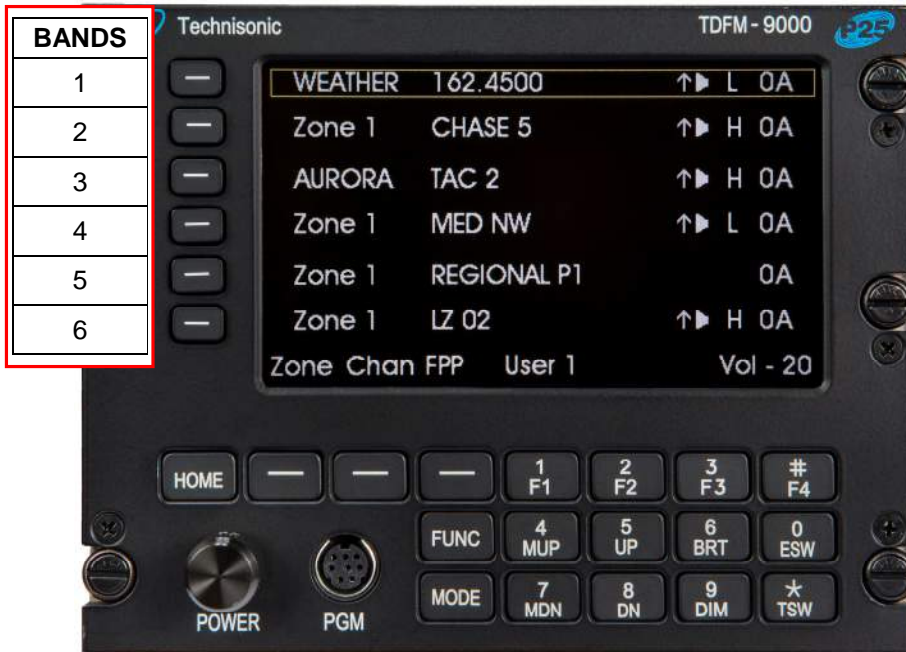 BANDS
1
2
3
4
5
6
Technisonic TDFM - 9000 P25
WEATHER 162.4500 L 0A
Zone 1 CHASE 5 H 0A
AURORA TAC 2 H 0A
Zone 1 MED NW L 0A
Zone 1 REGIONAL P1 0A
Zone 1 LZ 02 H 0A
Zone Chan FPP User 1 Vol - 20
HOME
1 F1
2 F2
3 F3
# F4
FUNC
4 MUP
5 UP
6 BRT
0 ESW
MODE
7 MDN
8 DN
9 DIM
* TSW
POWER PGM